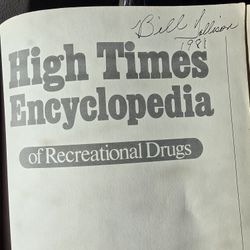 Bill
1981
High Times
Encyclopedia
of Recreational Drugs